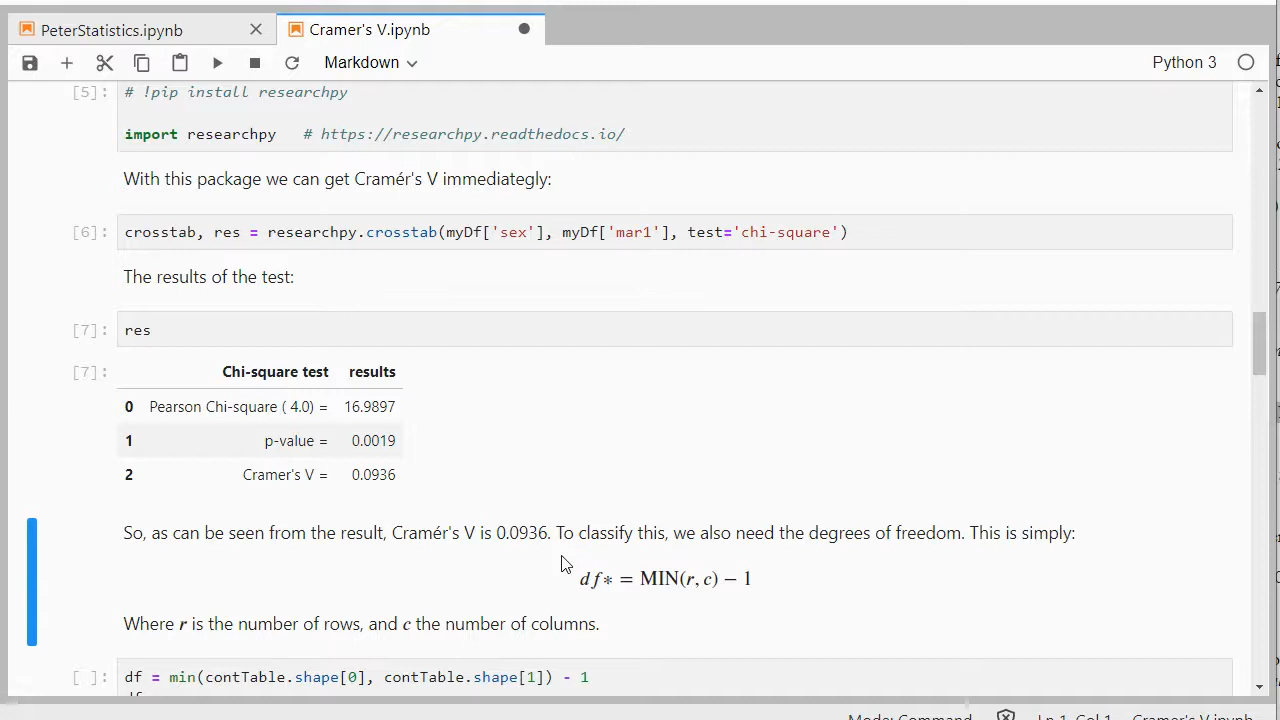 PeterStatistics.ipynb
Cramer's V.ipynb
Markdown
Python 3
[5]: # !pip install researchpy
import researchpy # https://researchpy.readthedocs.io/
With this package we can get Cramér's V immediategly:
[6]: crosstab, res = researchpy.crosstab(myDf['sex'], myDf['mar1'], test='chi-square')
The results of the test:
[7]: res
[7]: Chi-square test results
0 Pearson Chi-square ( 4.0) = 16.9897
1 p-value = 0.0019
2 Cramer's V = 0.0936
So, as can be seen from the result, Cramér's V is 0.0936. To classify this, we also need the degrees of freedom. This is simply:
df* = MIN(r, c) − 1
Where r is the number of rows, and c the number of columns.
[ ]: df = min(contTable.shape[0], contTable.shape[1]) - 1
df
Mode: Command Ln 1, Col 1 Cramer's V.ipynb